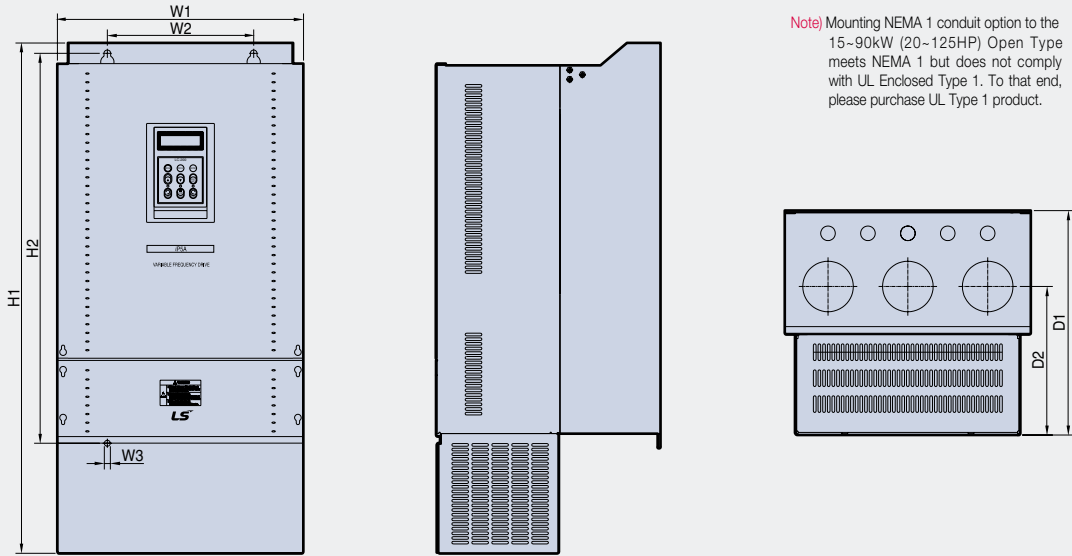 W1
W2
Note) Mounting NEMA 1 conduit option to the
15~90kW (20~125HP) Open Type
meets NEMA 1 but does not comply
with UL Enclosed Type 1. To that end,
please purchase UL Type 1 product.
H1
H2
iP5A
VARIABLE FREQUENCY DRIVE
LS
W3
D1
D2